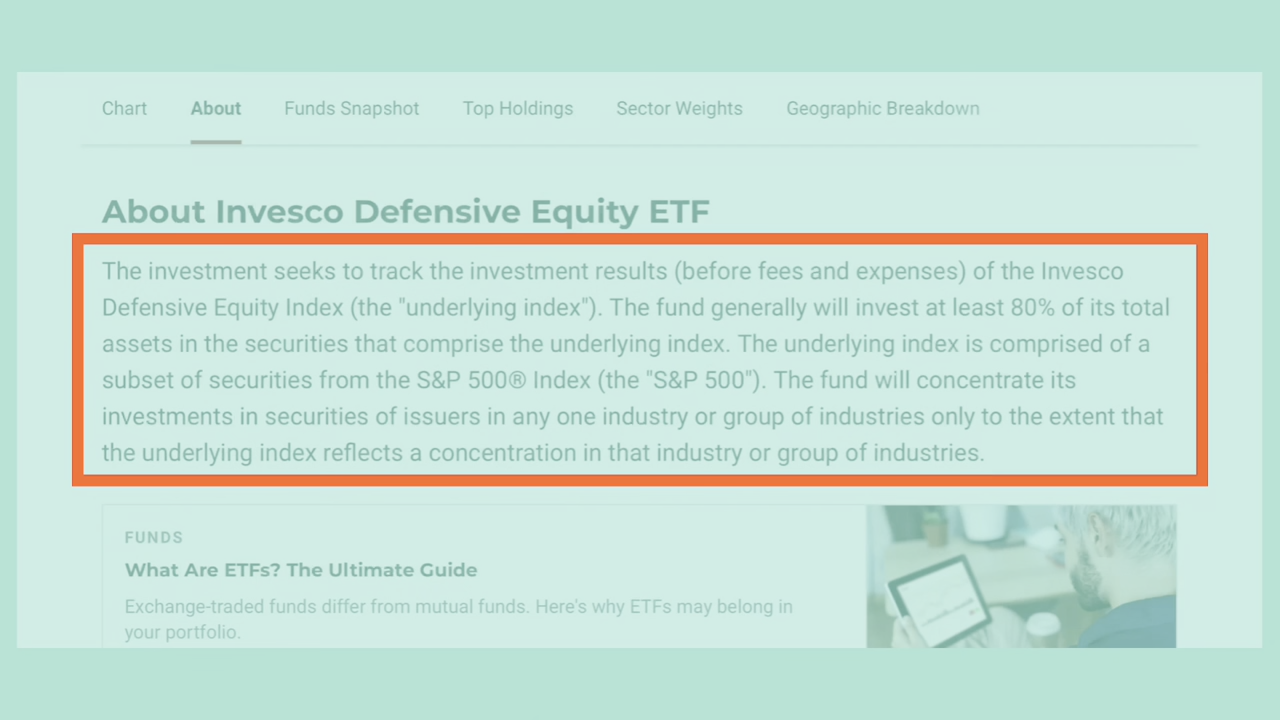 Chart About Funds Snapshot Top Holdings Sector Weights Geographic Breakdown
About Invesco Defensive Equity ETF
The investment seeks to track the investment results (before fees and expenses) of the Invesco
Defensive Equity Index (the "underlying index"). The fund generally will invest at least 80% of its total
assets in the securities that comprise the underlying index. The underlying index is comprised of a
subset of securities from the S&P 500® Index (the "S&P 500"). The fund will concentrate its
investments in securities of issuers in any one industry or group of industries only to the extent that
the underlying index reflects a concentration in that industry or group of industries.
FUNDS
What Are ETFs? The Ultimate Guide
Exchange-traded funds differ from mutual funds. Here's why ETFs may belong in
your portfolio.